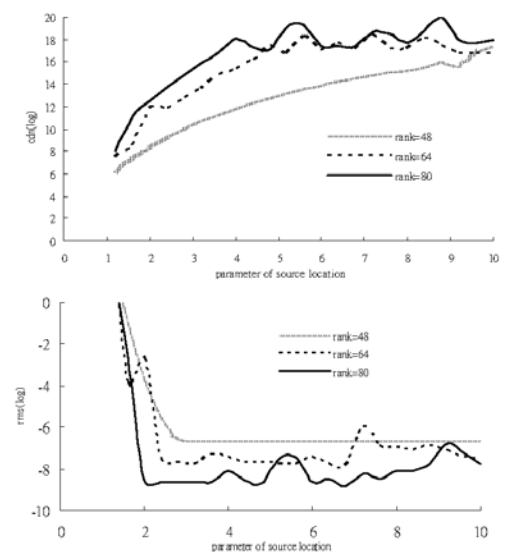 20
18
16
14
12
10
8
6
4
2
0
cdn(log)
rank=48
rank=64
rank=80
0 1 2 3 4 5 6 7 8 9 10
parameter of source location
0
-2
-4
-6
-8
-10
rms(log)
rank=48
rank=64
rank=80
0 2 4 6 8 10
parameter of source location